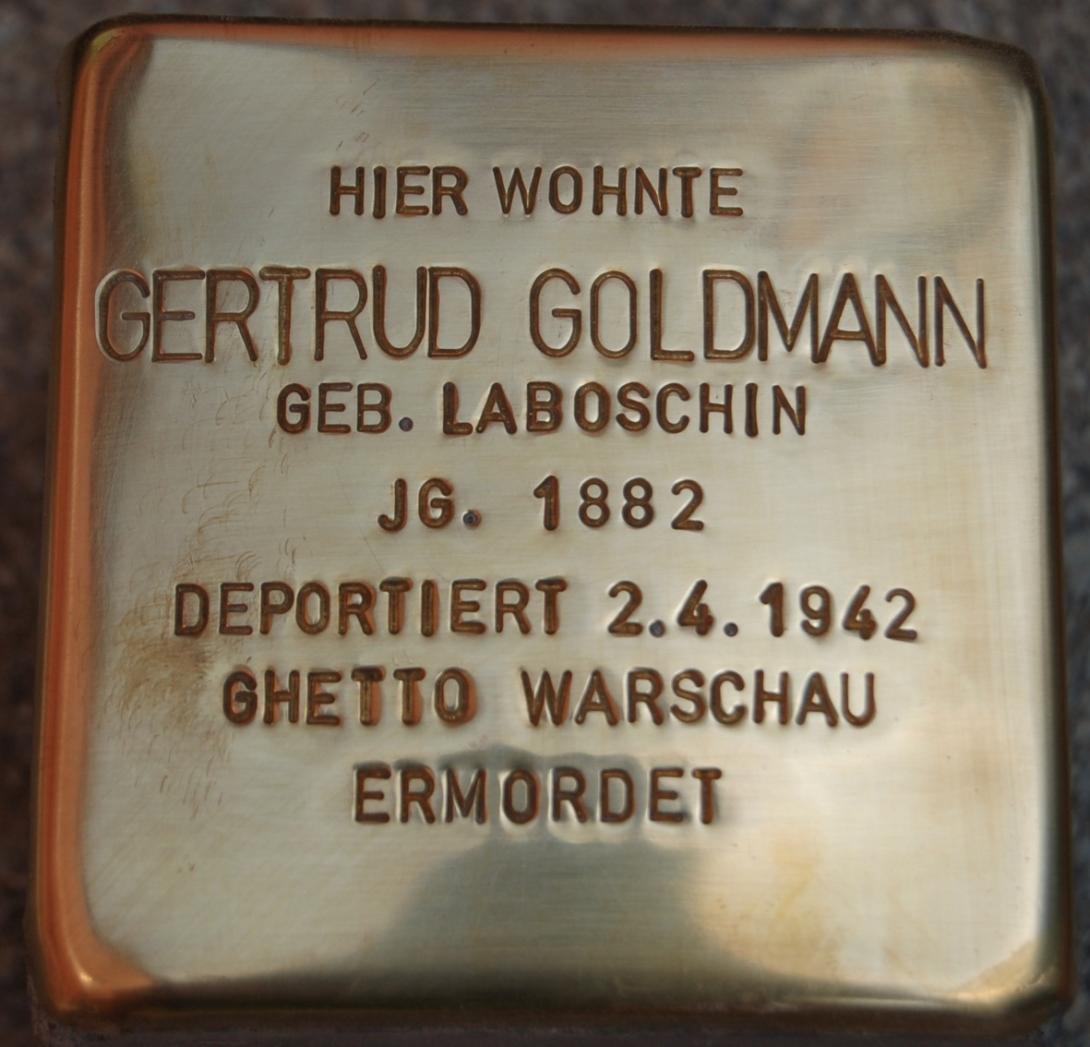 HIER WOHNTE
GERTRUD GOLDMANN
GEB. LABOSCHIN
JG. 1882
DEPORTIERT 2.4.1942
GHETTO WARSCHAU
ERMORDET